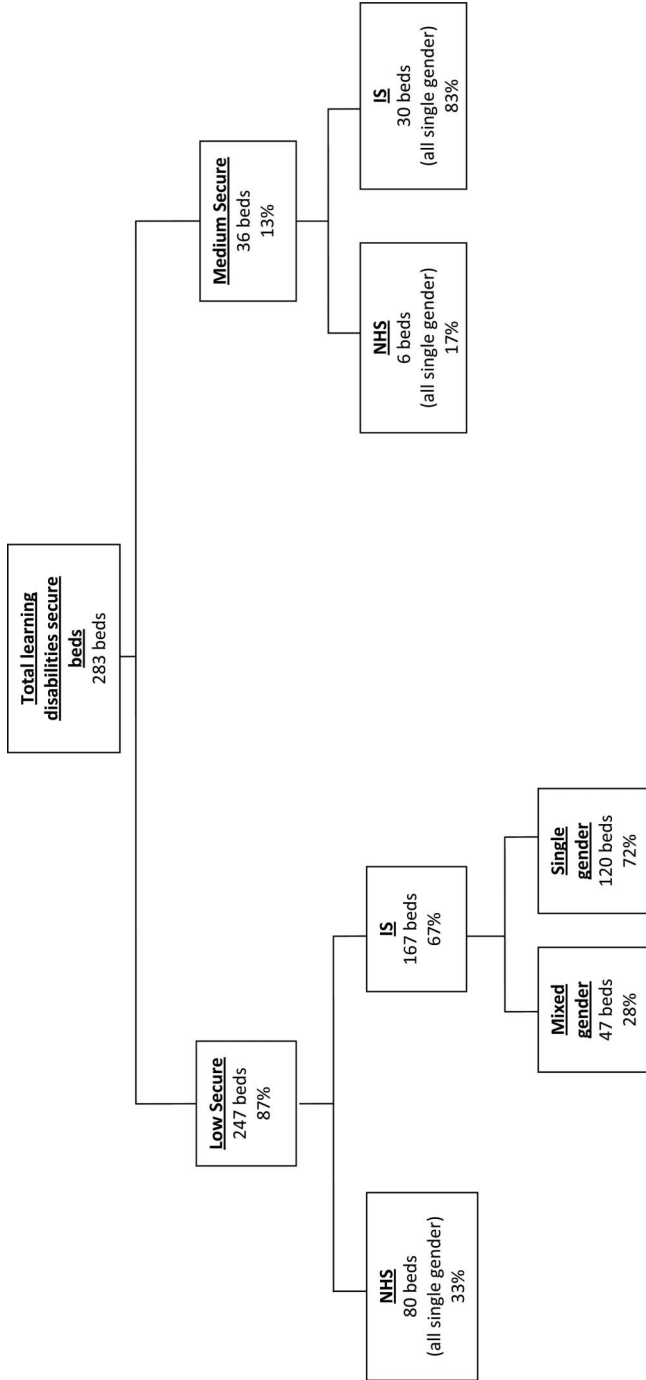 Total learning
disabilities secure
beds
283 beds
Low Secure
247 beds
87%
Medium Secure
36 beds
13%
NHS
80 beds
(all single gender)
33%
IS
167 beds
67%
NHS
6 beds
(all single gender)
17%
IS
30 beds
(all single gender)
83%
Mixed
gender
47 beds
28%
Single
gender
120 beds
72%